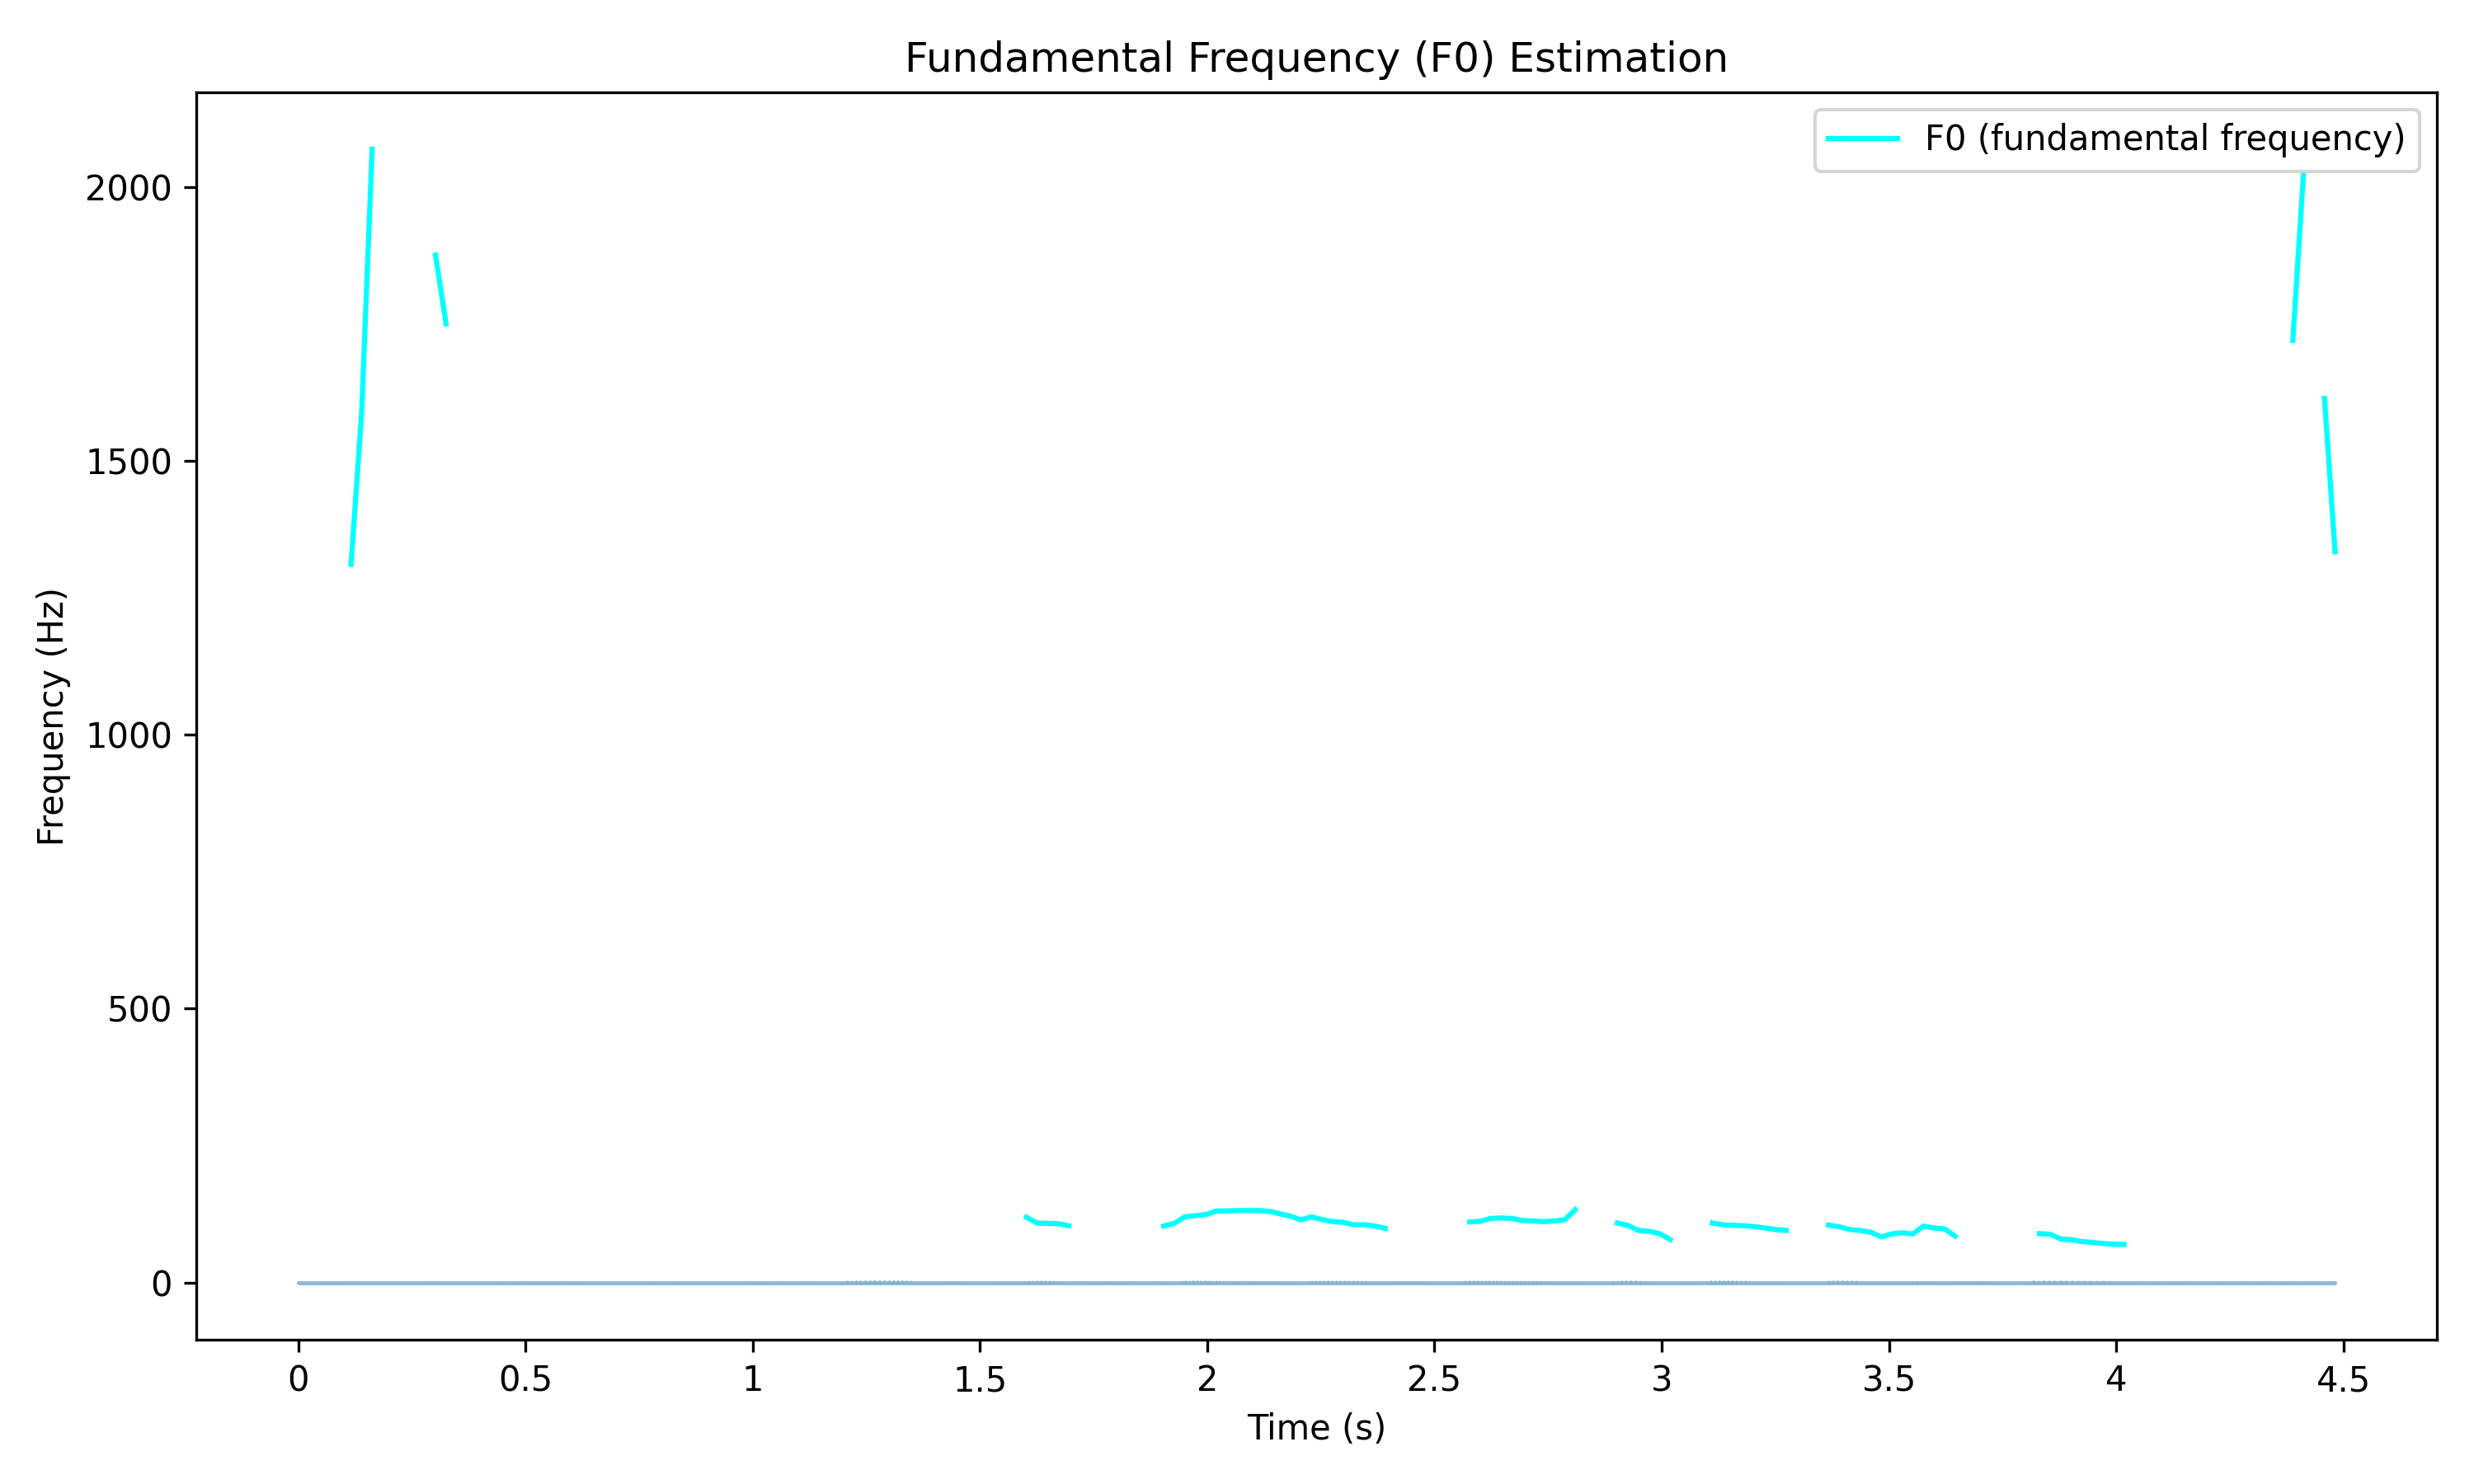 Fundamental Frequency (F0) Estimation
F0 (fundamental frequency)
Frequency (Hz)
2000
1500
1000
500
0
0 0.5 1 1.5 2 2.5 3 3.5 4 4.5
Time (s)